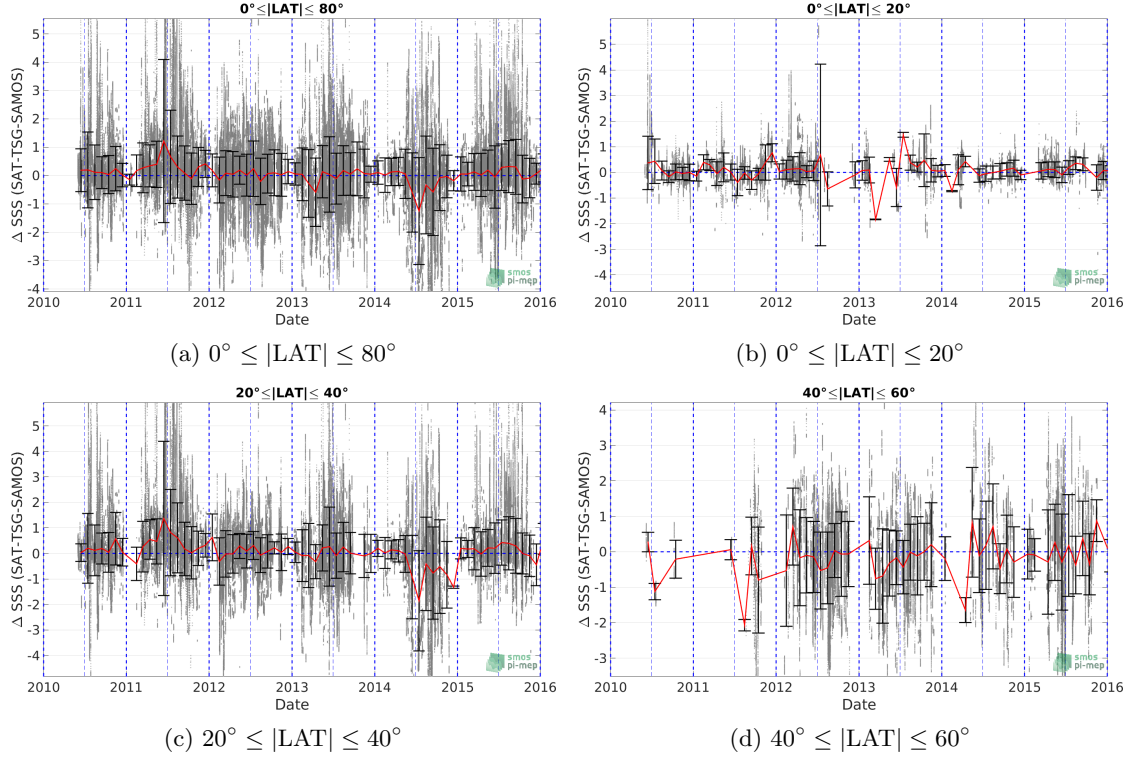 0°≤|LAT|≤ 80°
Δ SSS (SAT-TSG-SAMOS)
5
4
3
2
1
0
-1
-2
-3
-4
smos
pi-mep
2010 2011 2012 2013 2014 2015 2016
Date
(a) 0° ≤ |LAT| ≤ 80°
0°≤|LAT|≤ 20°
Δ SSS (SAT-TSG-SAMOS)
5
4
3
2
1
0
-1
-2
-3
-4
smos
pi-mep
2010 2011 2012 2013 2014 2015 2016
Date
(b) 0° ≤ |LAT| ≤ 20°
20°≤|LAT|≤ 40°
Δ SSS (SAT-TSG-SAMOS)
5
4
3
2
1
0
-1
-2
-3
-4
smos
pi-mep
2010 2011 2012 2013 2014 2015 2016
Date
(c) 20° ≤ |LAT| ≤ 40°
40°≤|LAT|≤ 60°
Δ SSS (SAT-TSG-SAMOS)
4
3
2
1
0
-1
-2
-3
smos
pi-mep
2010 2011 2012 2013 2014 2015 2016
Date
(d) 40° ≤ |LAT| ≤ 60°